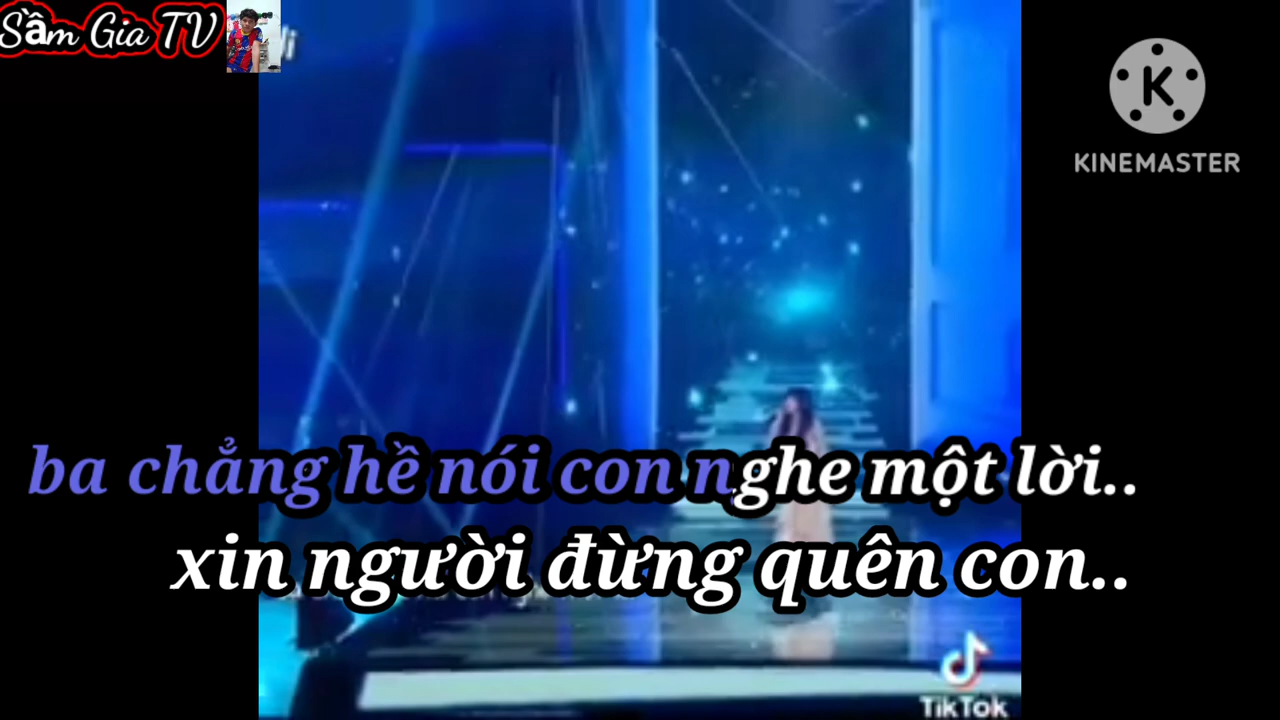 Sầm Gia TV
KINEMASTER
ba chẳng hề nói con nghe một lời..
xin người đừng quên con..
TikTok